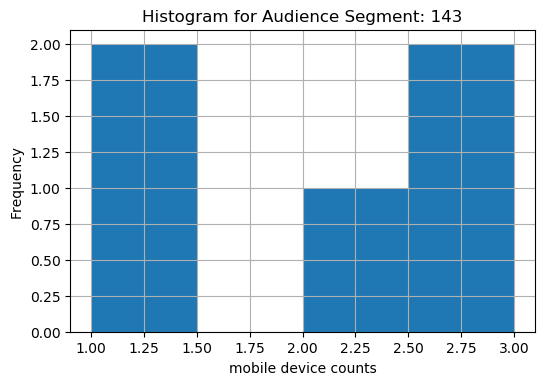 Histogram for Audience Segment: 143
2.00
1.75
1.50
1.25
1.00
0.75
0.50
0.25
0.00
Frequency
1.00 1.25 1.50 1.75 2.00 2.25 2.50 2.75 3.00
mobile device counts